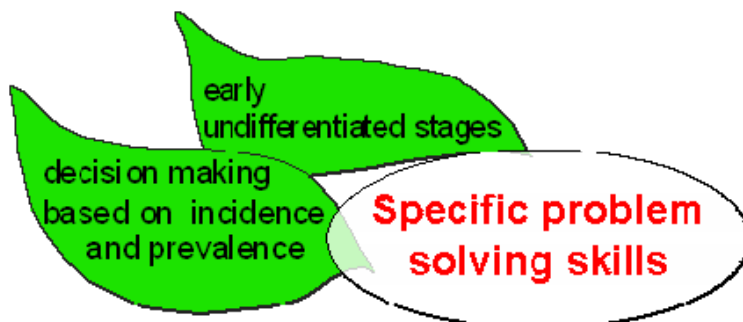 early
undifferentiated stages
decision making
based on incidence
and prevalence
Specific problem
solving skills